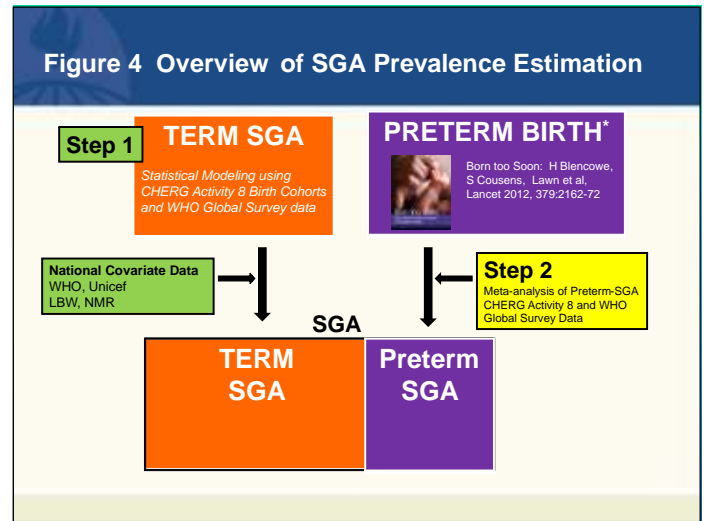 Figure 4 Overview of SGA Prevalence Estimation
Step 1
TERM SGA
Statistical Modeling using
CHERG Activity 8 Birth Cohorts
and WHO Global Survey data
PRETERM BIRTH*
Born too Soon: H Blencowe,
S Cousens, Lawn et al,
Lancet 2012, 379:2162-72
National Covariate Data
WHO, Unicef
LBW, NMR
Step 2
Meta-analysis of Preterm-SGA
CHERG Activity 8 and WHO
Global Survey Data
SGA
TERM
SGA
Preterm
SGA